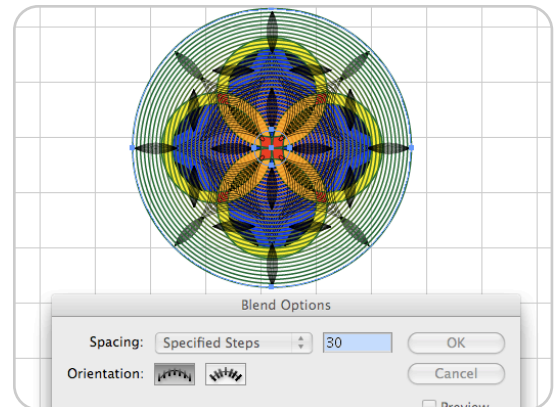 Blend Options
Spacing: Specified Steps 30 OK
Orientation: Cancel
Preview